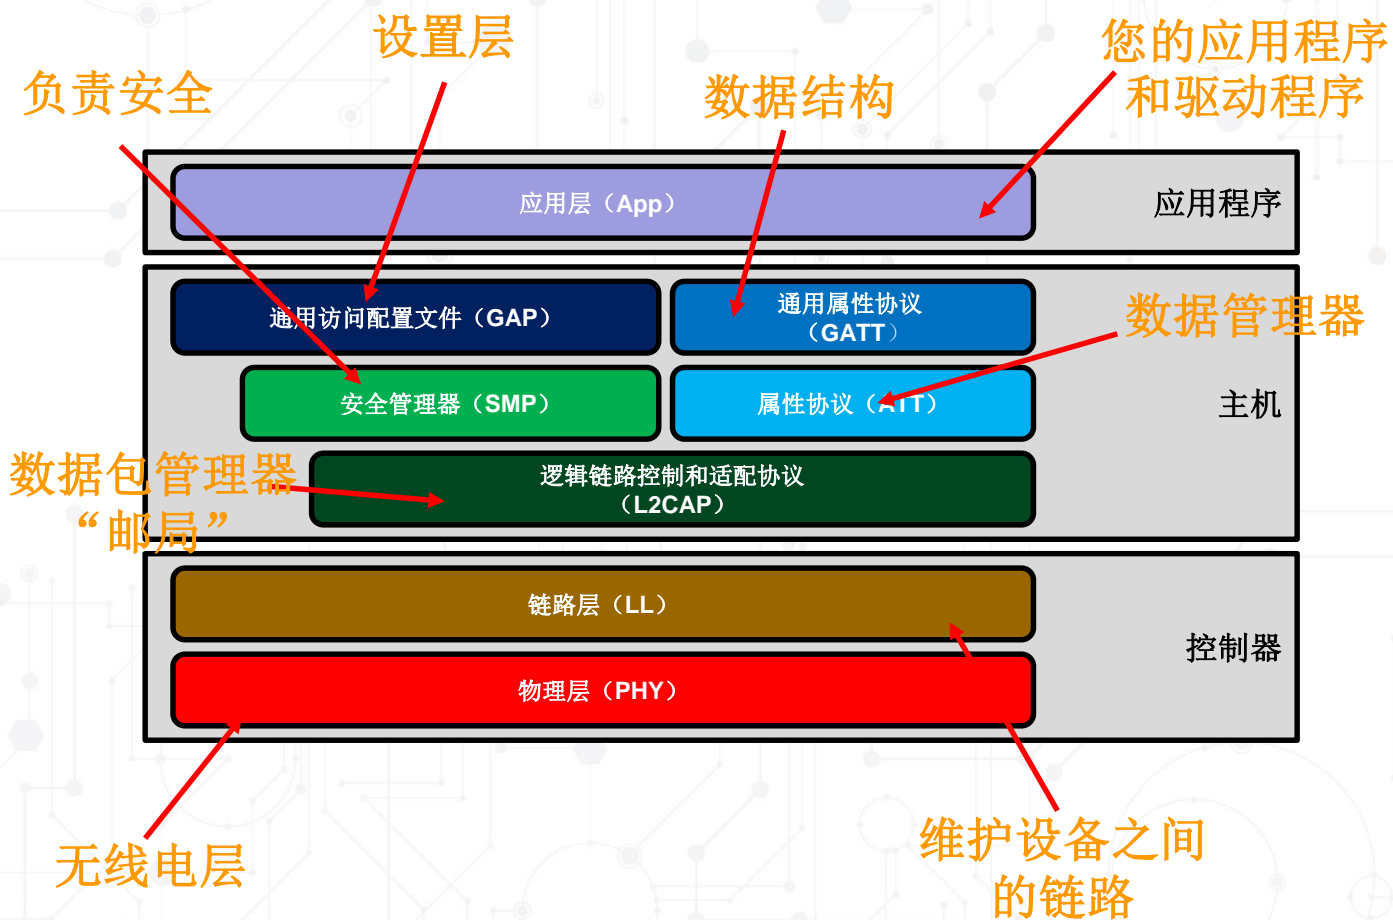 设置层
您的应用程序
和驱动程序
负责安全
数据结构
应用层（App）
应用程序
通用访问配置文件（GAP）
通用属性协议
（GATT）
数据管理器
安全管理器（SMP）
属性协议（ATT）
主机
数据包管理器
“邮局”
逻辑链路控制和适配协议
（L2CAP）
链路层（LL）
控制器
物理层（PHY）
无线电层
维护设备之间
的链路